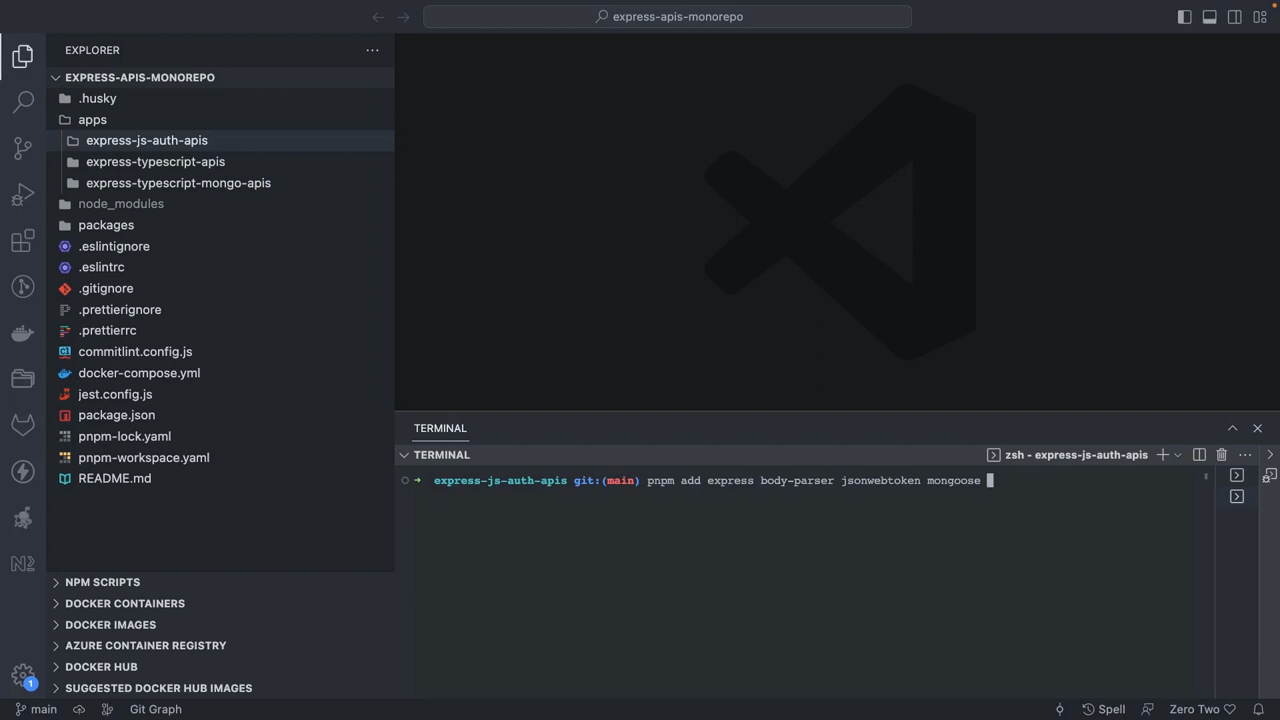 express-apis-monorepo
EXPLORER
EXPRESS-APIS-MONOREPO
.husky
apps
express-js-auth-apis
express-typescript-apis
express-typescript-mongo-apis
node_modules
packages
.eslintignore
.eslintrc
.gitignore
.prettierignore
.prettierrc
commitlint.config.js
docker-compose.yml
jest.config.js
package.json
pnpm-lock.yaml
pnpm-workspace.yaml
README.md
NPM SCRIPTS
DOCKER CONTAINERS
DOCKER IMAGES
AZURE CONTAINER REGISTRY
DOCKER HUB
SUGGESTED DOCKER HUB IMAGES
1
TERMINAL
TERMINAL
zsh - express-js-auth-apis
express-js-auth-apis git:(main) pnpm add express body-parser jsonwebtoken mongoose
main
Git Graph
Spell
Zero Two